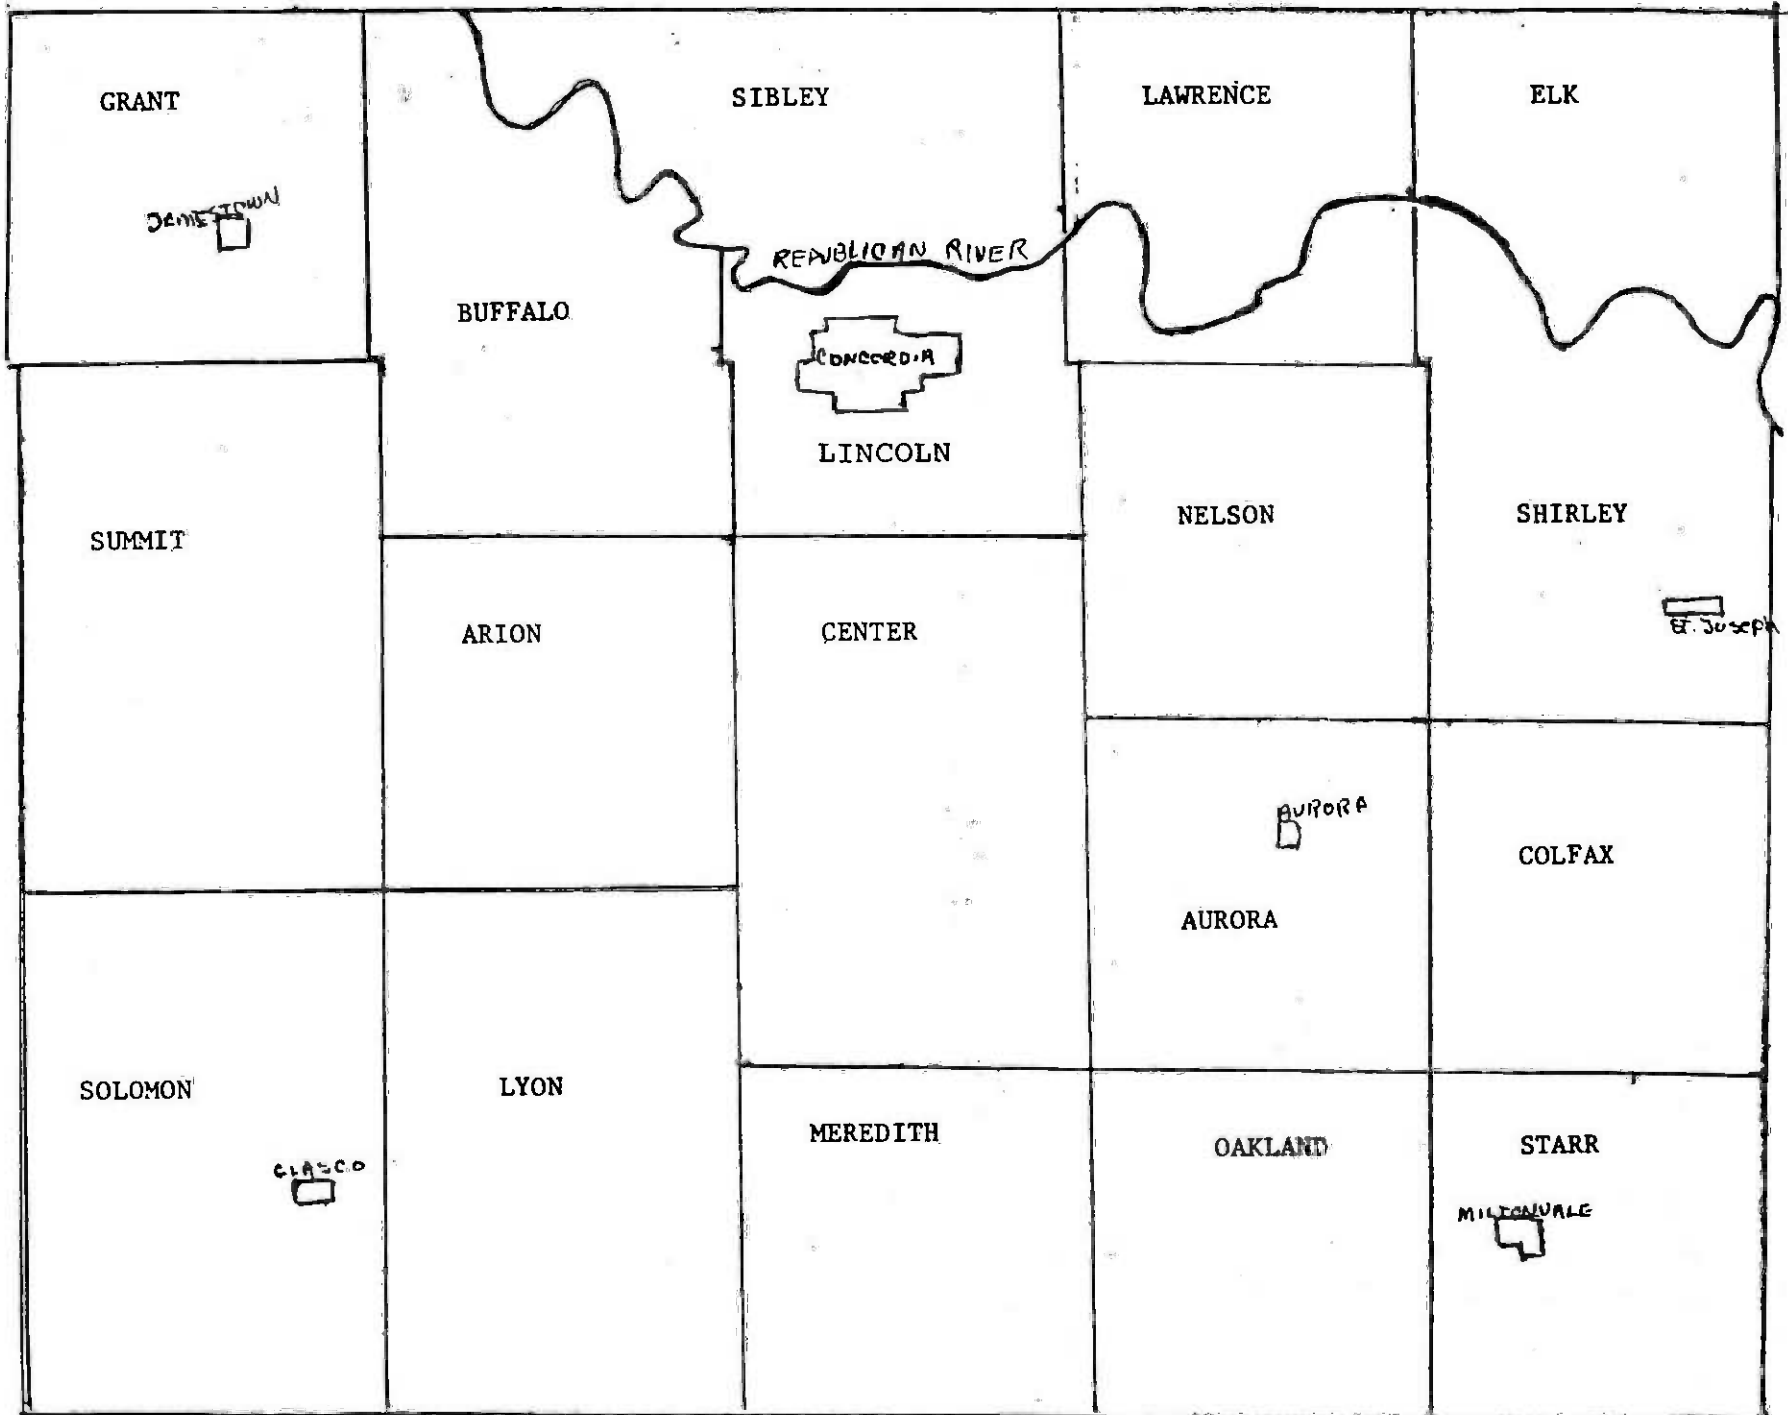 GRANT
SIBLEY
LAWRENCE
ELK
JAMESTOWN
REPUBLICAN RIVER
BUFFALO
CONCORDIA
LINCOLN
SUMMIT
NELSON
SHIRLEY
ARION
CENTER
ST. JOSEPH
AURORA
COLFAX
AURORA
SOLOMON
LYON
MEREDITH
OAKLAND
STARR
GLASCO
MILTONVALE